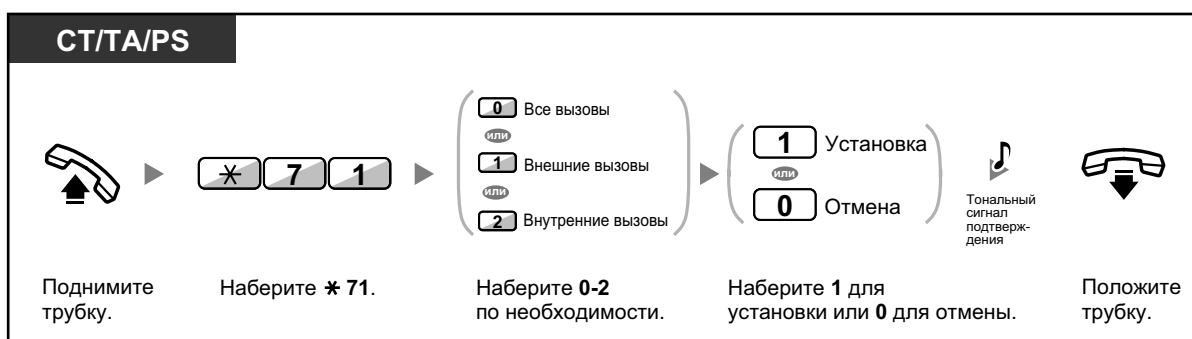 CT/TA/PS
0 Все вызовы
или
1 Внешние вызовы
или
2 Внутренние вызовы
* 7 1
1 Установка
или
0 Отмена
Тональный
сигнал
подтверж-
дения
Поднимите
трубку.
Наберите * 71.
Наберите 0-2
по необходимости.
Наберите 1 для
установки или 0 для отмены.
Положите
трубку.